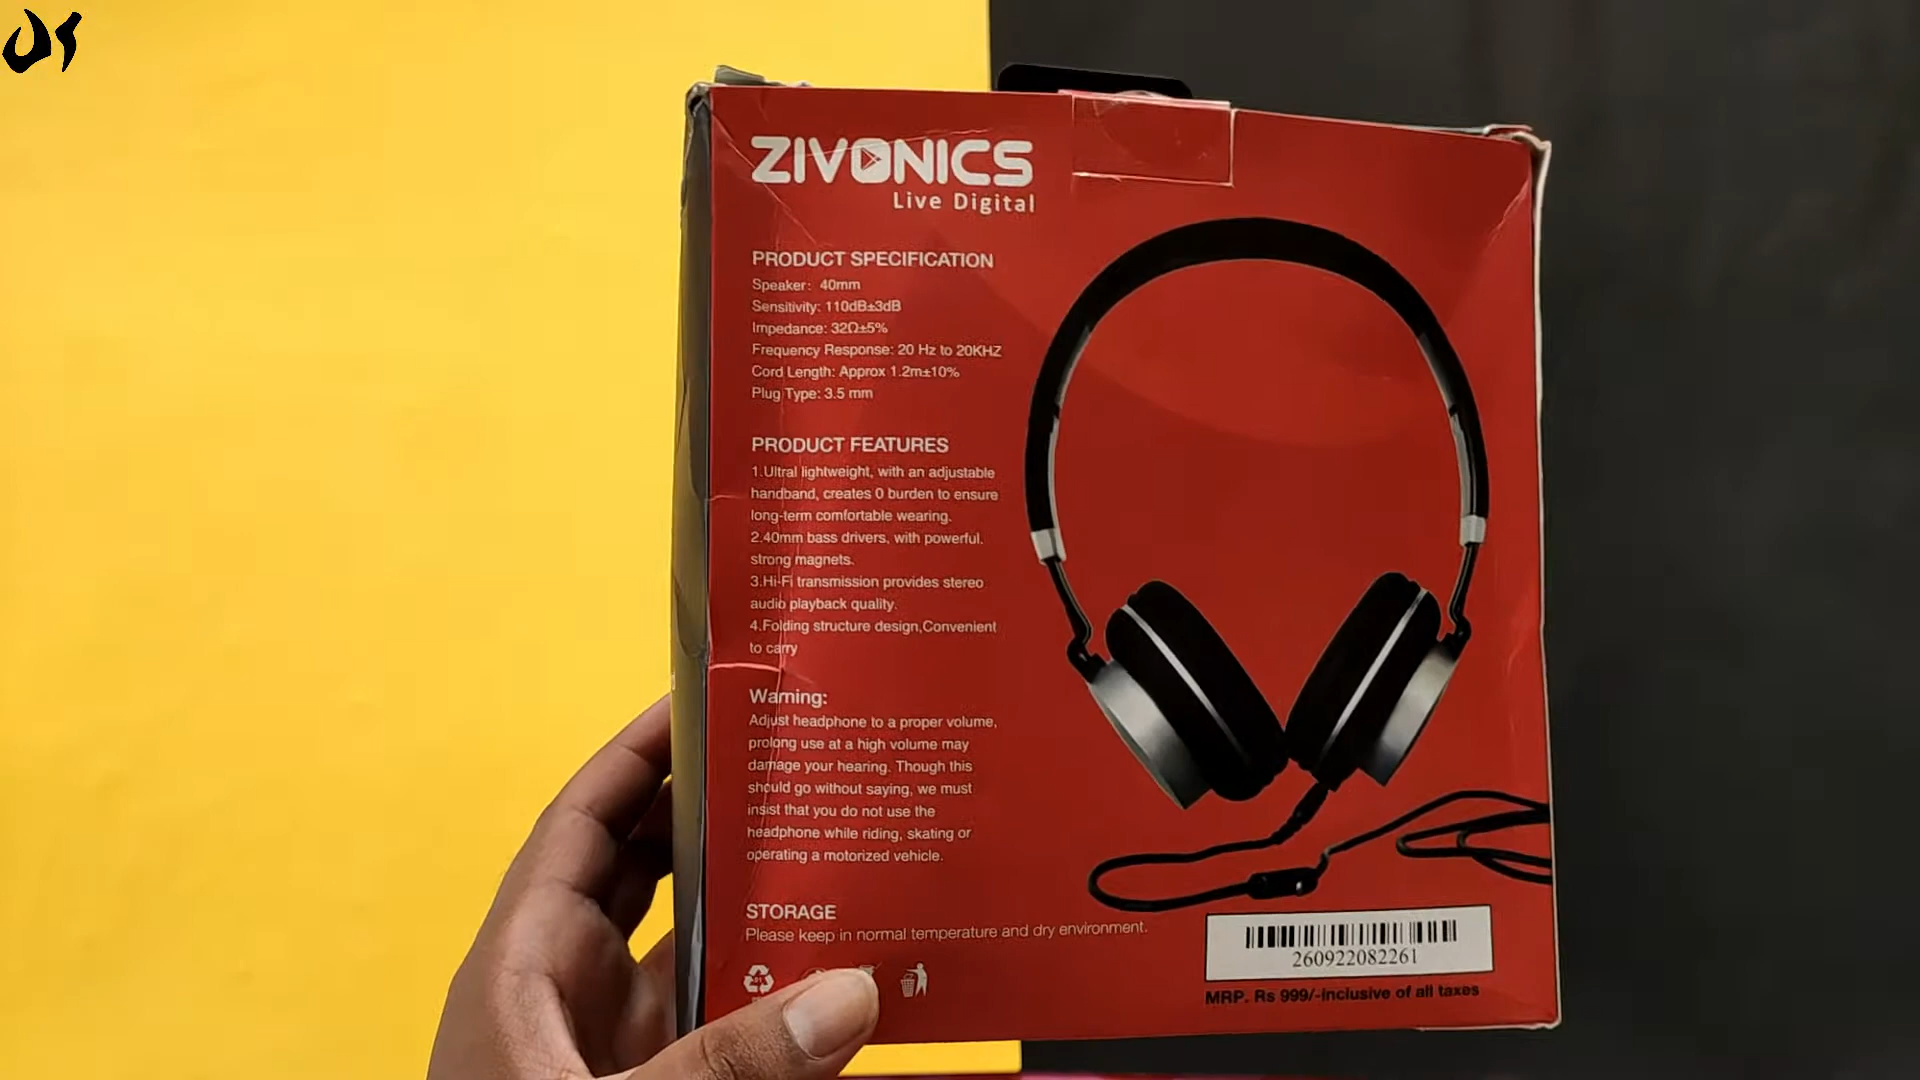 ZIVONICS
Live Digital
PRODUCT SPECIFICATION
Speaker: 40mm
Sensitivity: 110dB±3dB
Impedance: 32Ω±5%
Frequency Response: 20 Hz to 20KHZ
Cord Length: Approx 1.2m±10%
Plug Type: 3.5 mm
PRODUCT FEATURES
1.Ultral lightweight, with an adjustable
handband, creates 0 burden to ensure
long-term comfortable wearing.
2.40mm bass drivers, with powerful.
strong magnets.
3.Hi-Fi transmission provides stereo
audio playback quality.
4.Folding structure design,Convenient
to carry
Warning:
Adjust headphone to a proper volume,
prolong use at a high volume may
damage your hearing. Though this
should go without saying, we must
insist that you do not use the
headphone while riding, skating or
operating a motorized vehicle.
STORAGE
Please keep in normal temperature and dry environment.
260922082261
MRP. Rs 999/-inclusive of all taxes